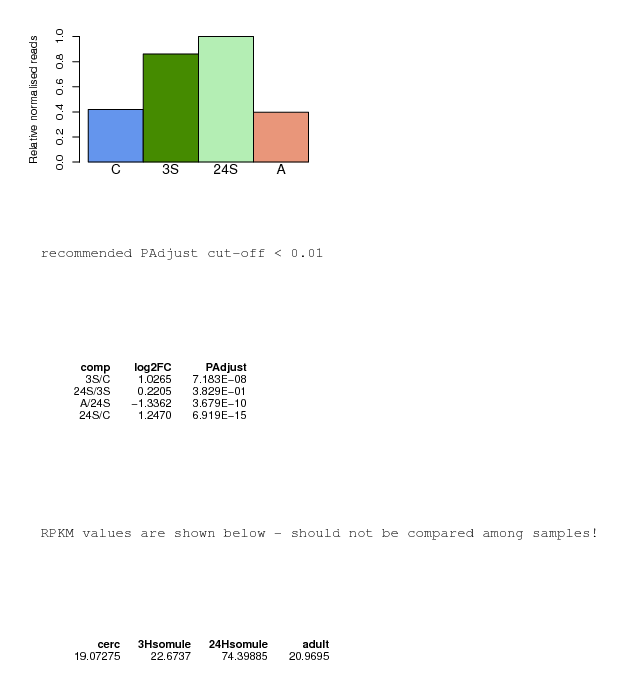 Relative normalised reads
1.0
0.8
0.6
0.4
0.2
0.0
C 3S 24S A
recommended PAdjust cut-off < 0.01
comp log2FC PAdjust
3S/C 1.0265 7.183E−08
24S/3S 0.2205 3.829E−01
A/24S −1.3362 3.679E−10
24S/C 1.2470 6.919E−15
RPKM values are shown below - should not be compared among samples!
cerc 3Hsomule 24Hsomule adult
19.07275 22.6737 74.39885 20.9695